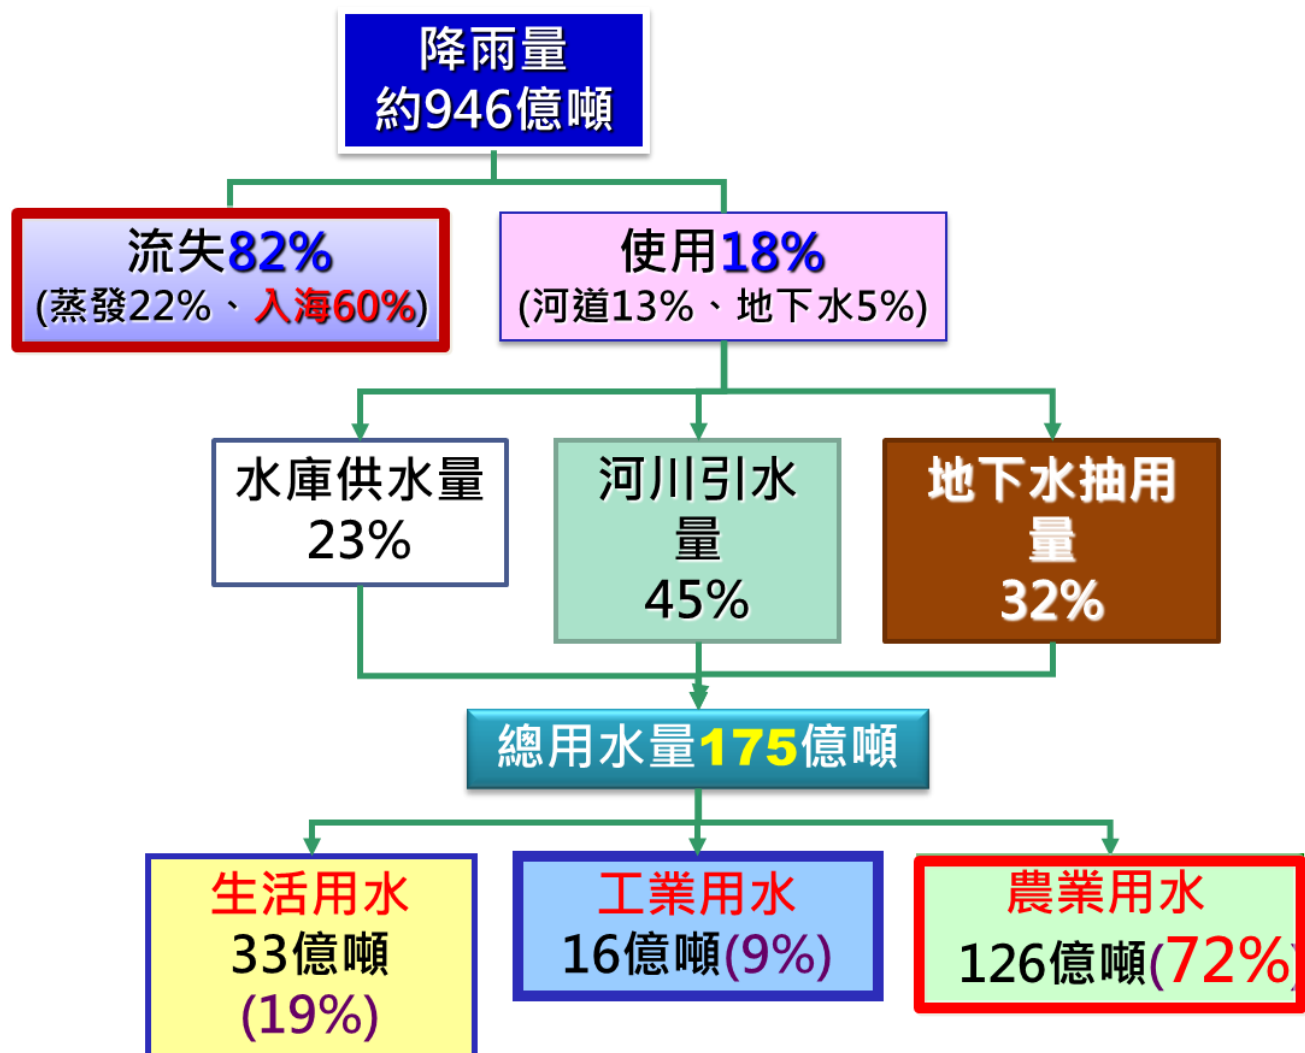 降雨量
約946億噸
流失82%
(蒸發22%、入海60%)
使用18%
(河道13%、地下水5%)
水庫供水量
23%
河川引水
量
45%
地下水抽用
量
32%
總用水量175億噸
生活用水
33億噸
(19%)
工業用水
16億噸(9%)
農業用水
126億噸(72%)